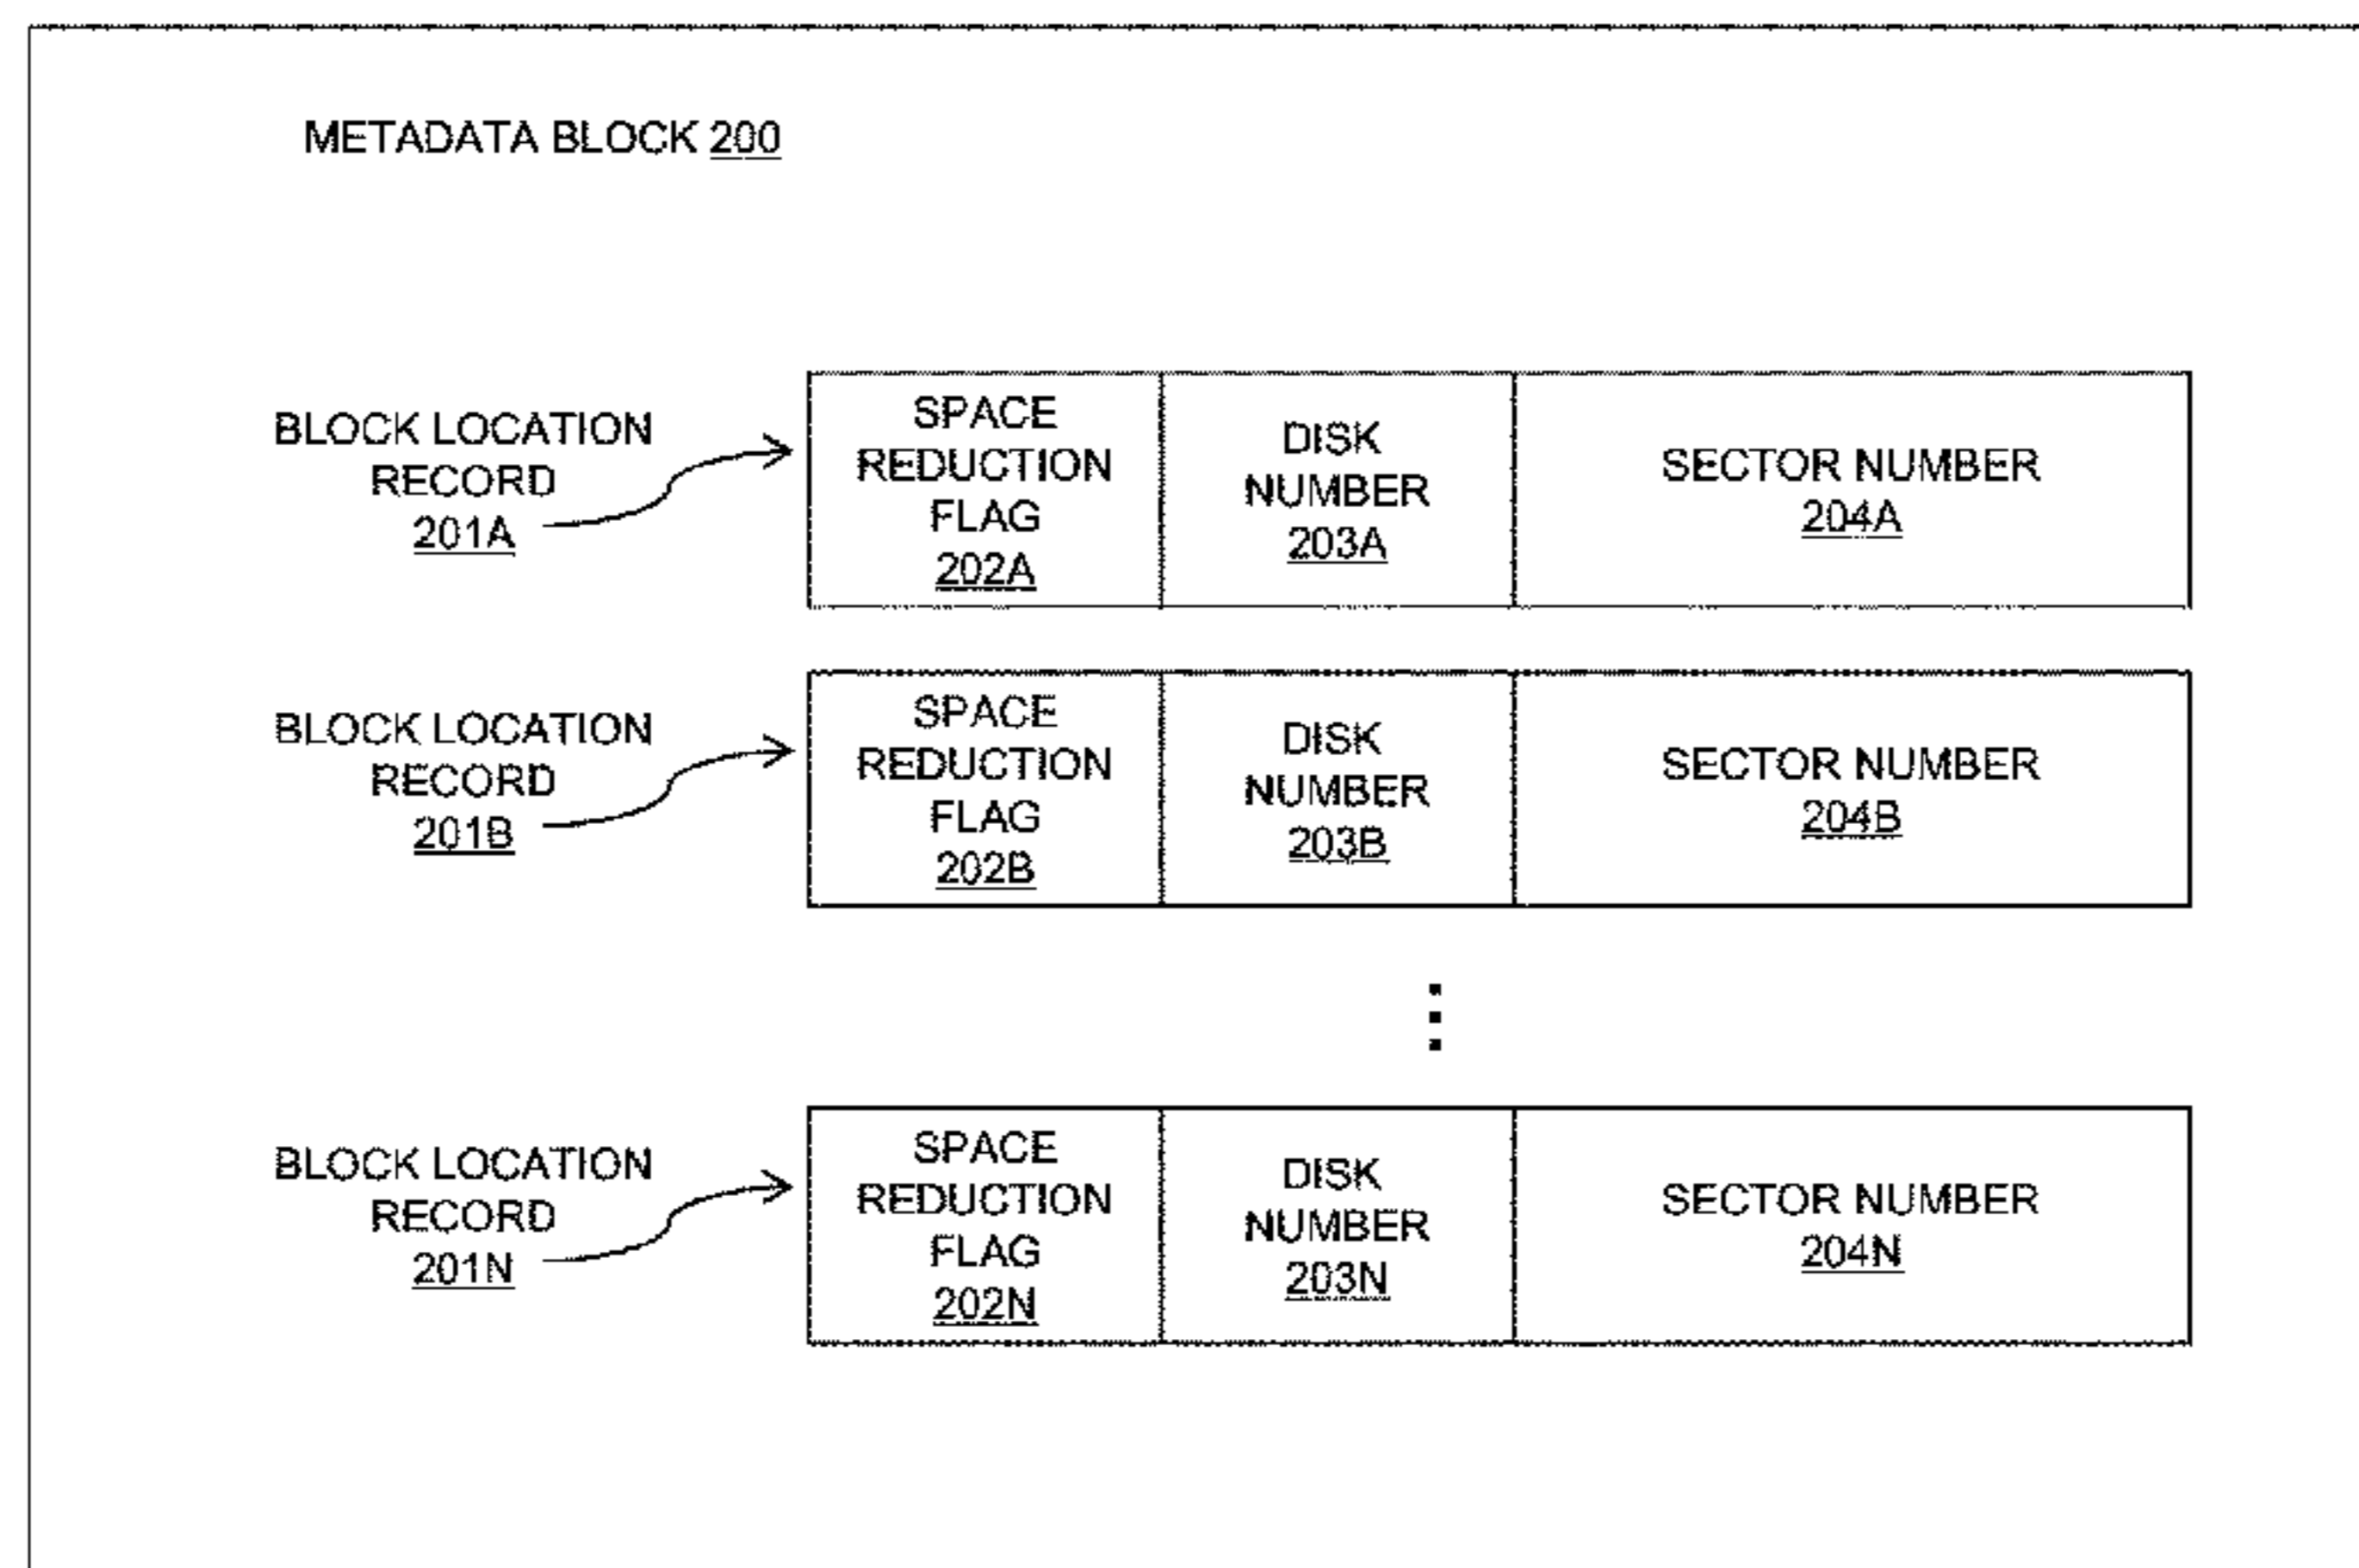 METADATA BLOCK 200
BLOCK LOCATION
RECORD
201A
SPACE
REDUCTION
FLAG
202A
DISK
NUMBER
203A
SECTOR NUMBER
204A
BLOCK LOCATION
RECORD
201B
SPACE
REDUCTION
FLAG
202B
DISK
NUMBER
203B
SECTOR NUMBER
204B
BLOCK LOCATION
RECORD
201N
SPACE
REDUCTION
FLAG
202N
DISK
NUMBER
203N
SECTOR NUMBER
204N